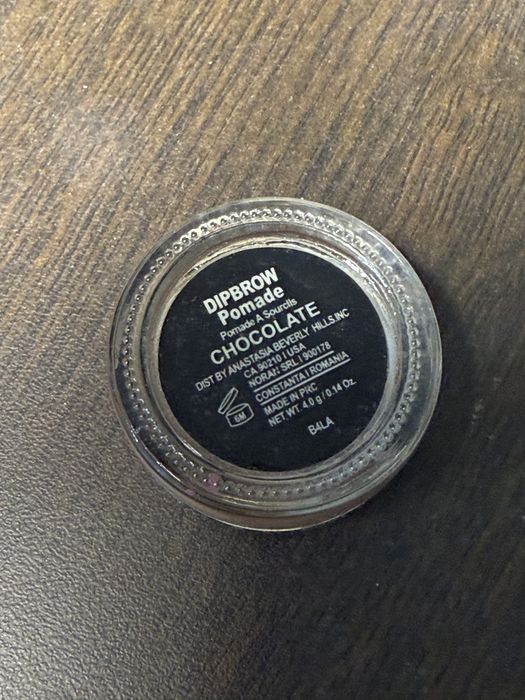 DIPBROW
Pomade
Pomade A Sourcils
CHOCOLATE
DIST BY ANASTASIA BEVERLY HILLS, INC
CA 90210 I USA
NORAN SRL I 900178
CONSTANTA I ROMANIA
MADE IN PRC
NET WT 4.0 g / 0.14 Oz
6M
B4LA